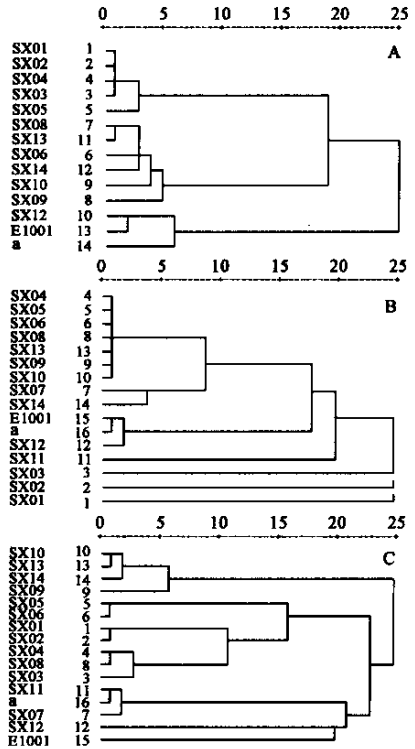 0 5 10 15 20 25
A
SX01 1
SX02 2
SX04 4
SX03 3
SX05 5
SX08 7
SX13 11
SX06 6
SX14 12
SX10 9
SX09 8
SX12 10
E1001 13
a 14
0 5 10 15 20 25
SX04 4 B
SX05 5
SX06 6
SX08 8
SX13 13
SX09 9
SX10 10
SX07 7
SX14 14
E1001 15
a 16
SX12 12
SX11 11
SX03 3
SX02 2
SX01 1
0 5 10 15 20 25
SX10 10 C
SX13 13
SX14 14
SX09 9
SX05 5
SX06 6
SX01 1
SX02 2
SX04 4
SX08 8
SX03 3
SX11 11
a 16
SX07 7
SX12 12
E1001 15